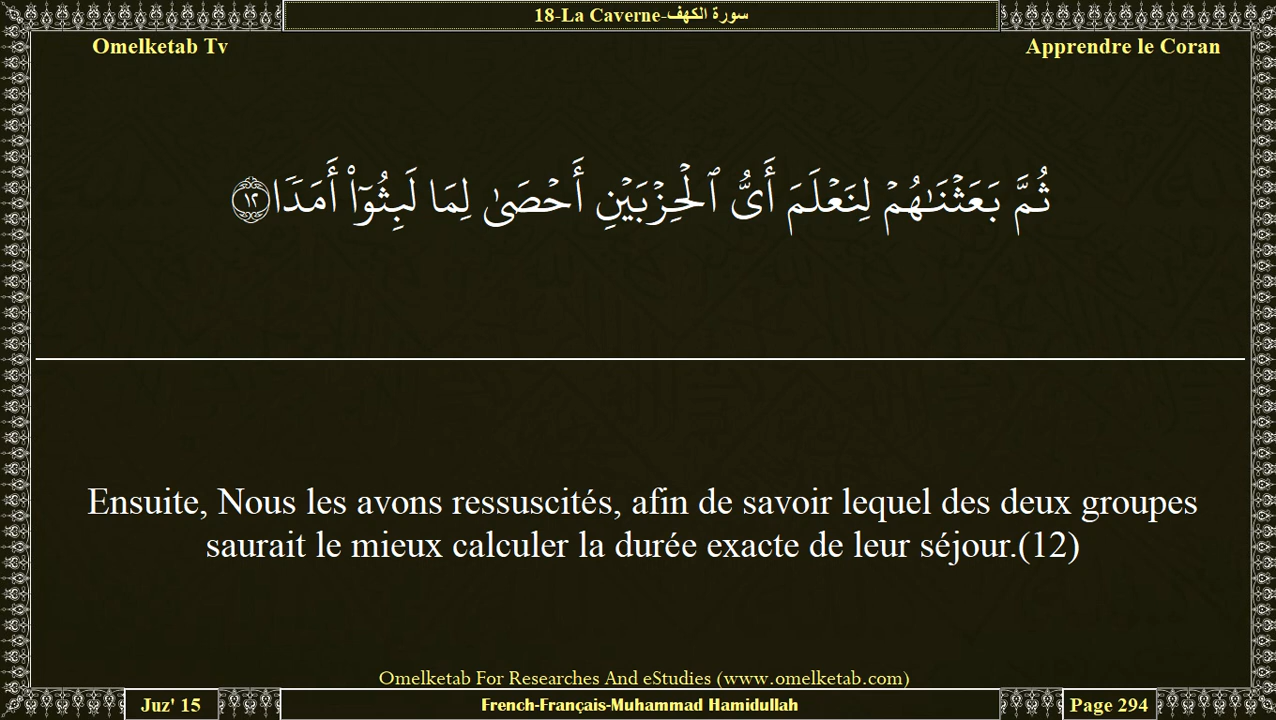 18-La Caverne-سورة الكهف
Omelketab Tv
Apprendre le Coran
ثُمَّ بَعَثۡنَٰهُمۡ لِنَعۡلَمَ أَيُّ ٱلۡحِزۡبَيۡنِ أَحۡصَىٰ لِمَا لَبِثُوٓاْ أَمَدٗا ١٢
Ensuite, Nous les avons ressuscités, afin de savoir lequel des deux groupes
saurait le mieux calculer la durée exacte de leur séjour.(12)
Omelketab For Researches And eStudies (www.omelketab.com)
Juz' 15
French-Français-Muhammad Hamidullah
Page 294